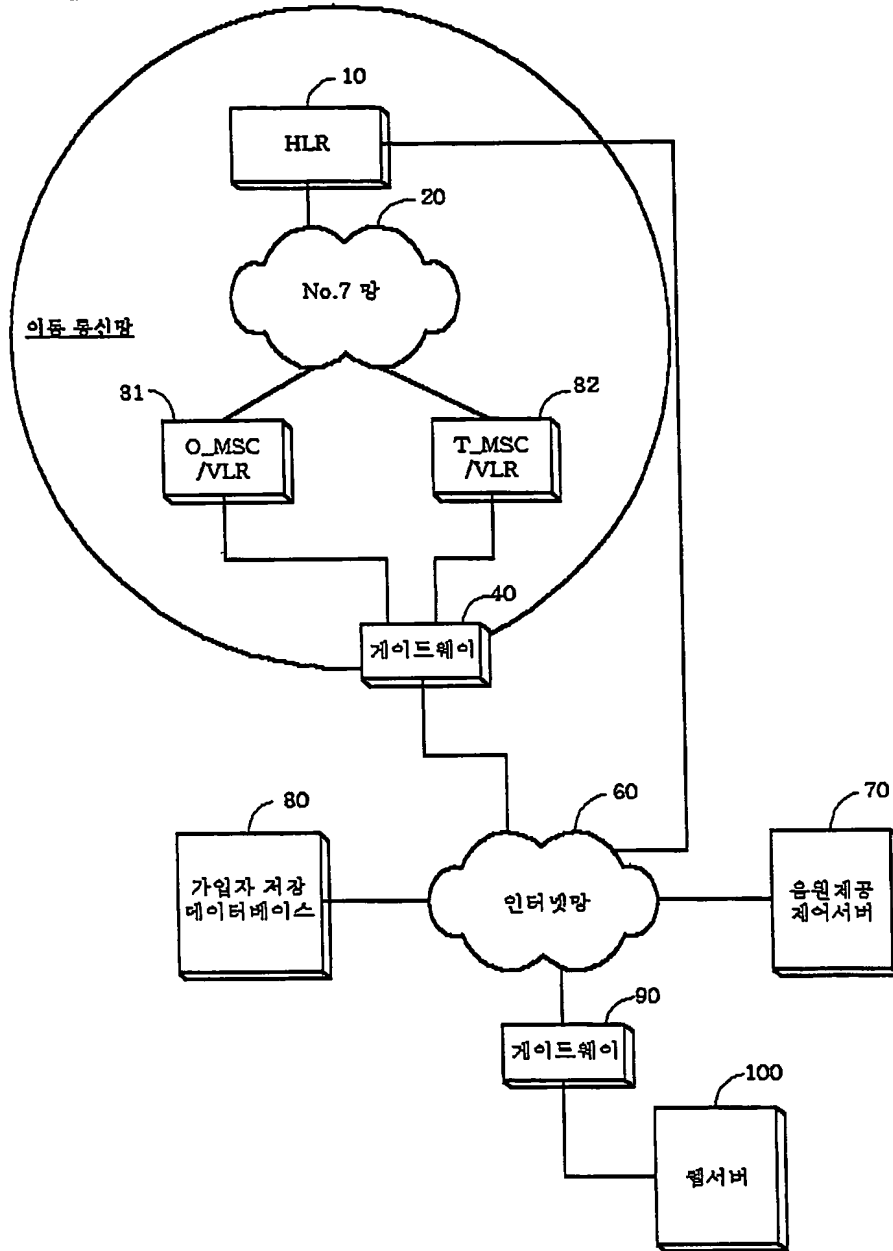 10
HLR
20
No.7 망
이동 통신망
81
82
O_MSC
/VLR
T_MSC
/VLR
40
게이트웨이
80
60
70
가입자 저장
데이터베이스
인터넷망
음원제공
제어서버
90
게이트웨이
100
웹서버